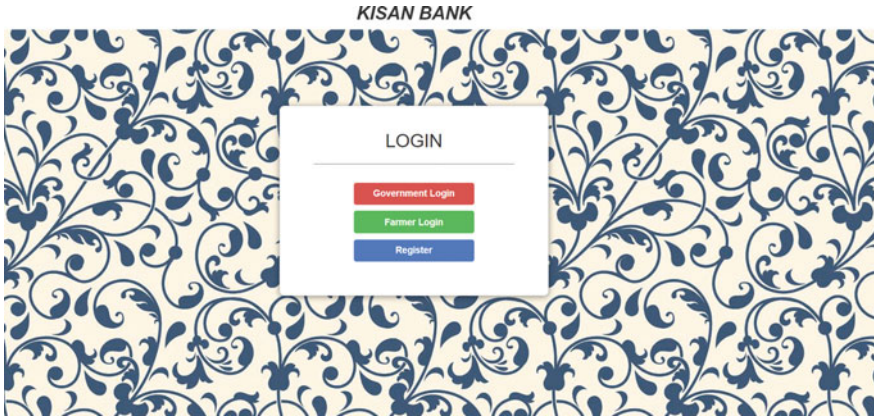 KISAN BANK
LOGIN
Government Login
Farmer Login
Register